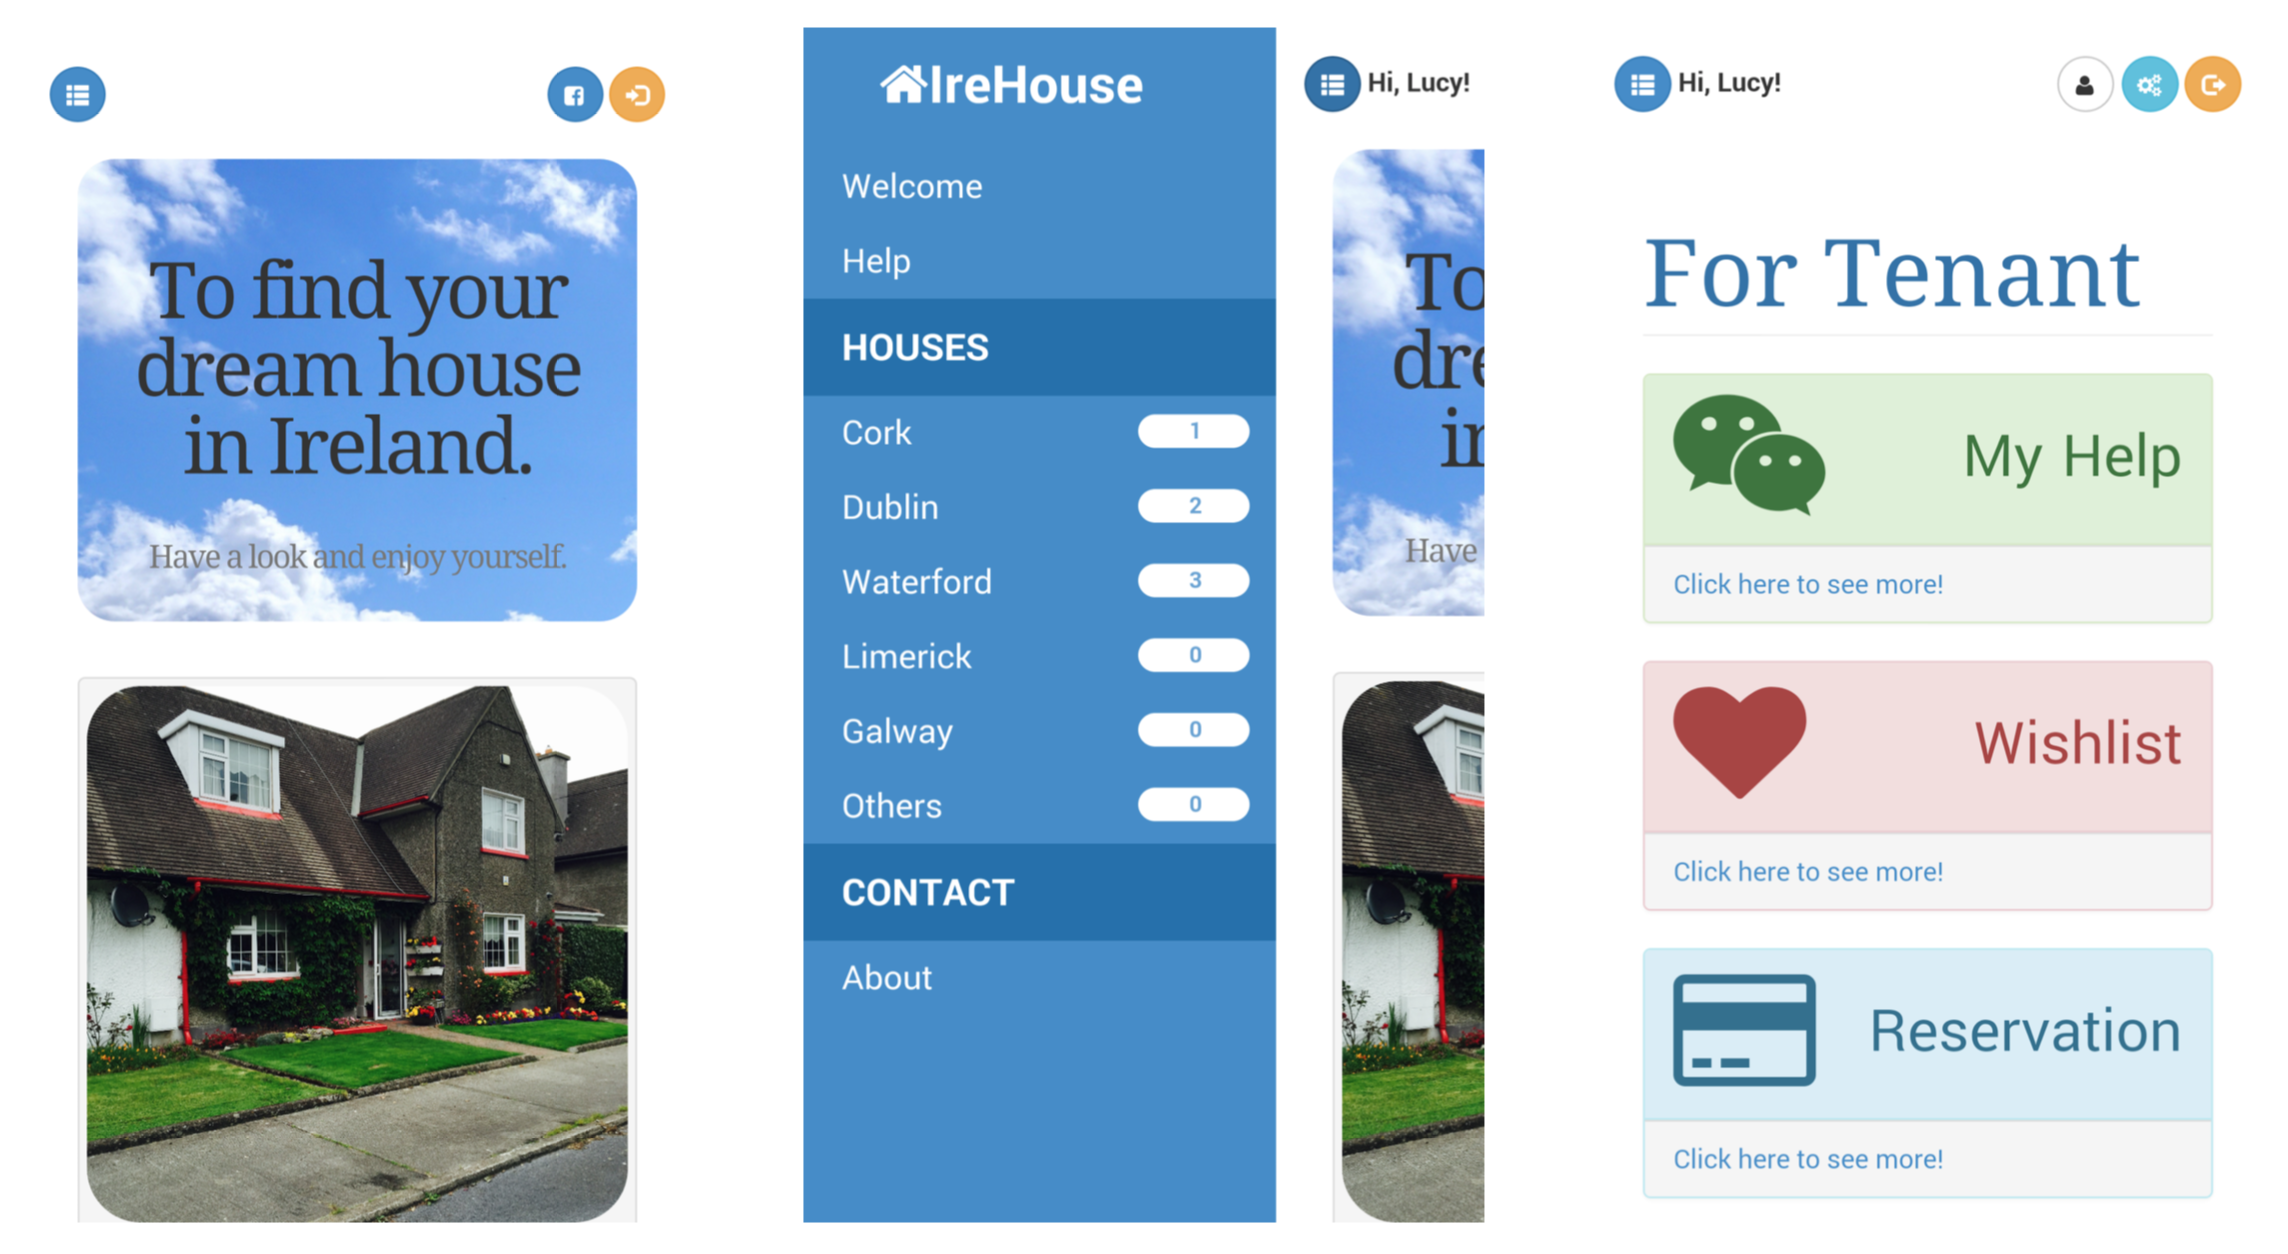 To find your
dream house
in Ireland.
Have a look and enjoy yourself.
IreHouse
Welcome
Help
HOUSES
Cork 1
Dublin 2
Waterford 3
Limerick 0
Galway 0
Others 0
CONTACT
About
Hi, Lucy!
To
dre
in
Have
Hi, Lucy!
For Tenant
My Help
Click here to see more!
Wishlist
Click here to see more!
Reservation
Click here to see more!